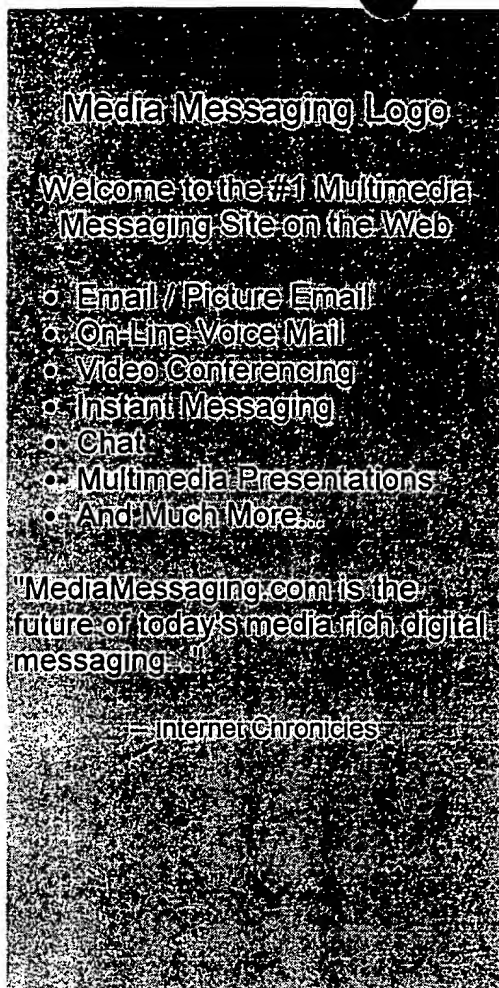 Media Messaging Logo
Welcome to the #1 Multimedia
Messaging Site on the Web
Email / Picture Email
On-Line Voice Mail
Video Conferencing
Instant Messaging
Chat
Multimedia Presentations
And Much More...
"MediaMessaging.com is the
future of today's media rich digital
messaging..."
— Internet Chronicles